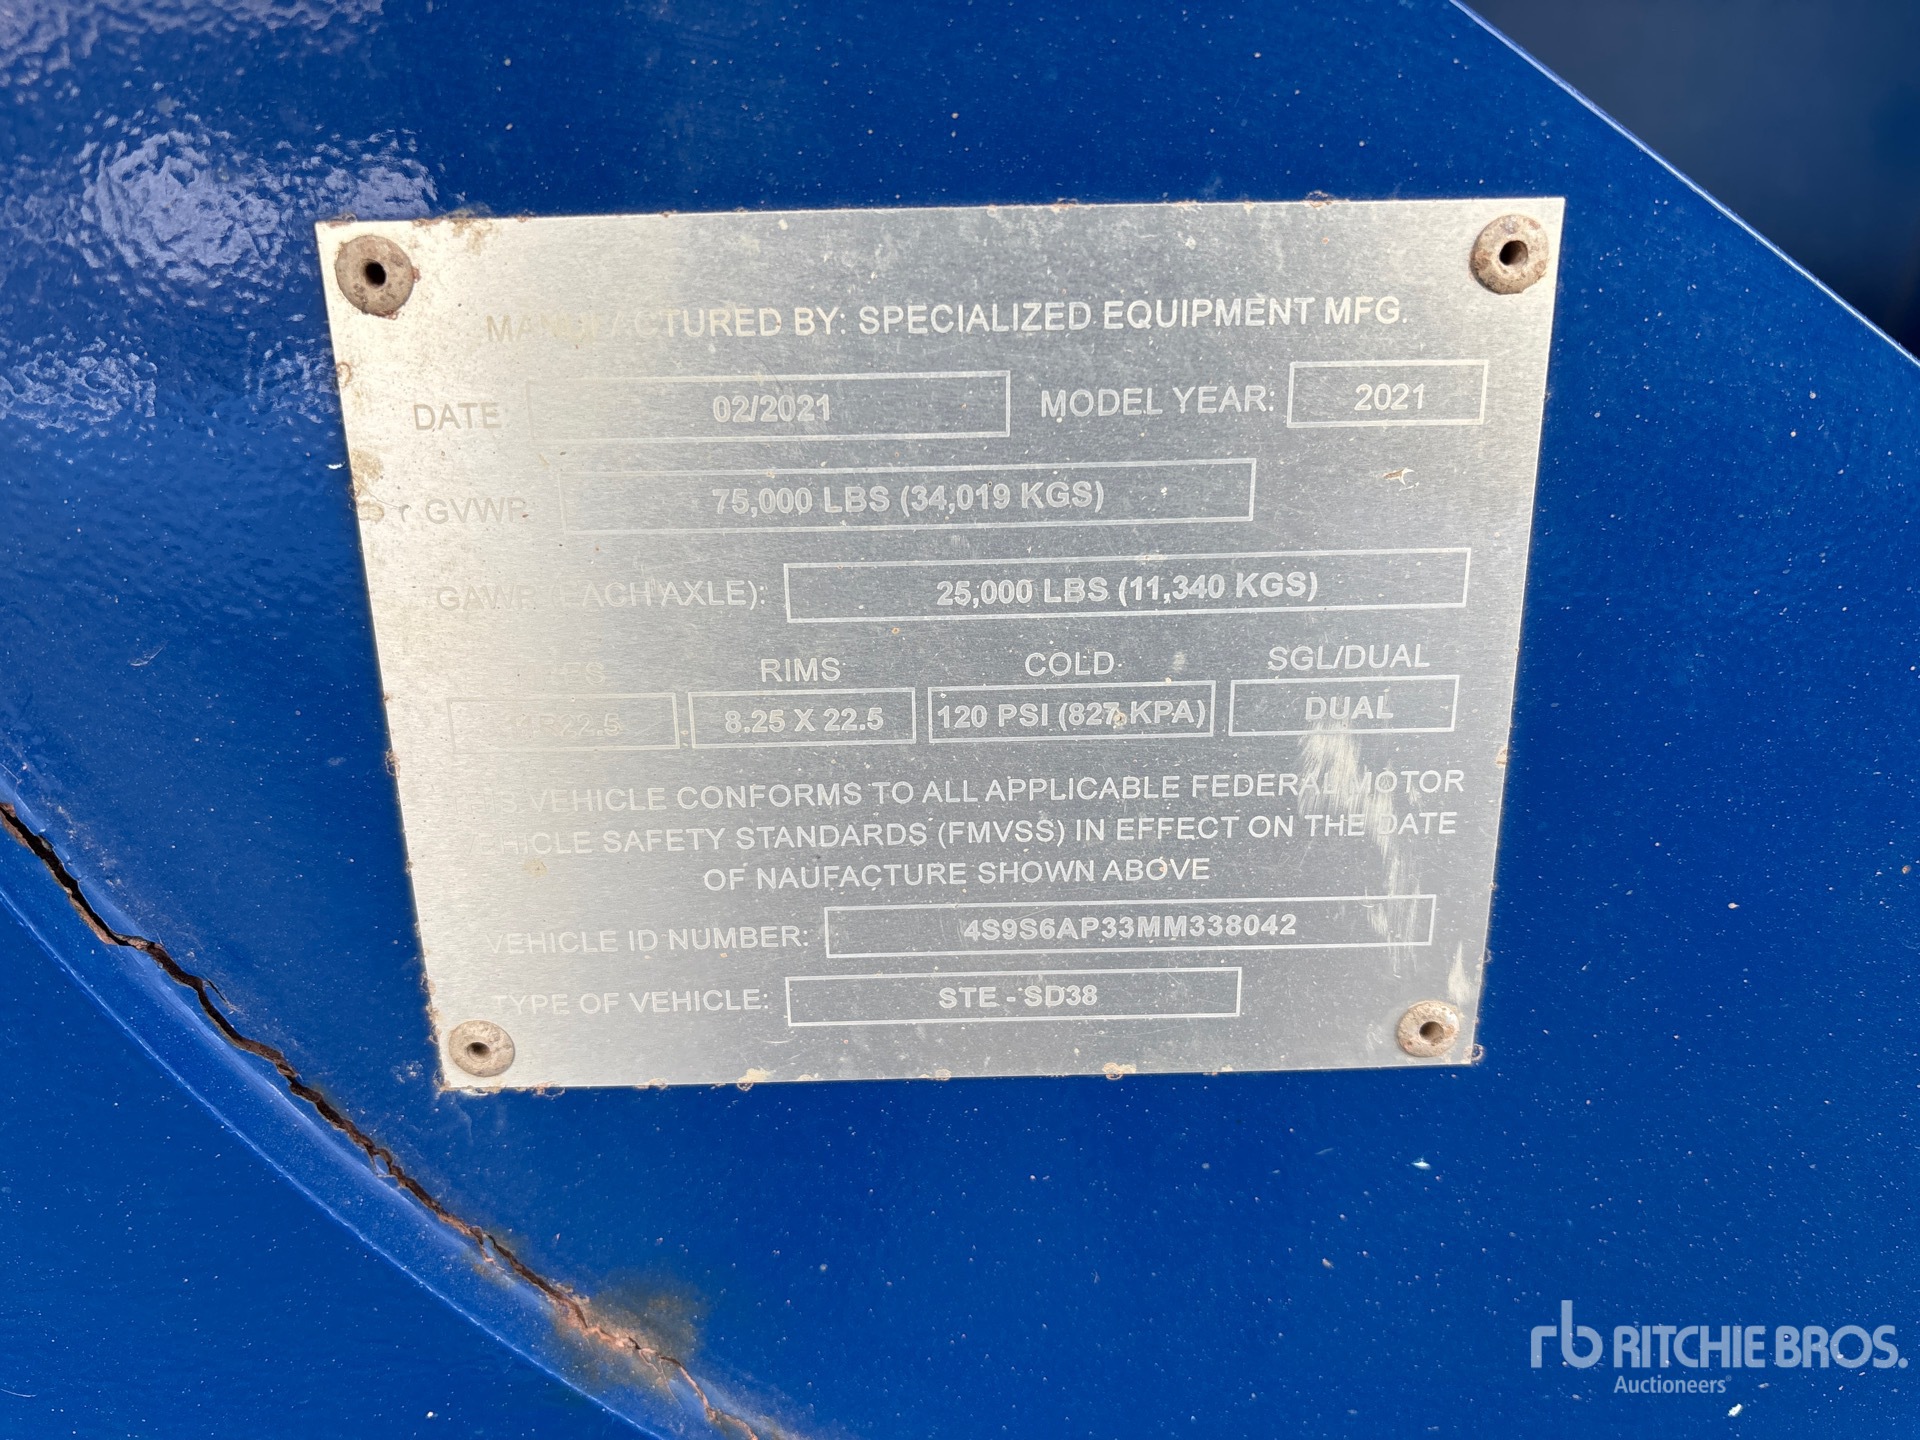 MANUFACTURED BY: SPECIALIZED EQUIPMENT MFG.
DATE 02/2021 MODEL YEAR: 2021
GVWR 75,000 LBS (34,019 KGS)
GAWR (EACH AXLE): 25,000 LBS (11,340 KGS)
RIMS COLD SGL/DUAL
8.25 X 22.5 120 PSI (827 KPA) DUAL
VEHICLE CONFORMS TO ALL APPLICABLE FEDERAL MOTOR
VEHICLE SAFETY STANDARDS (FMVSS) IN EFFECT ON THE DATE
OF NAUFACTURE SHOWN ABOVE
VEHICLE ID NUMBER: 4S9S6AP33MM338042
TYPE OF VEHICLE: STE - SD38
rb RITCHIE BROS.
Auctioneers